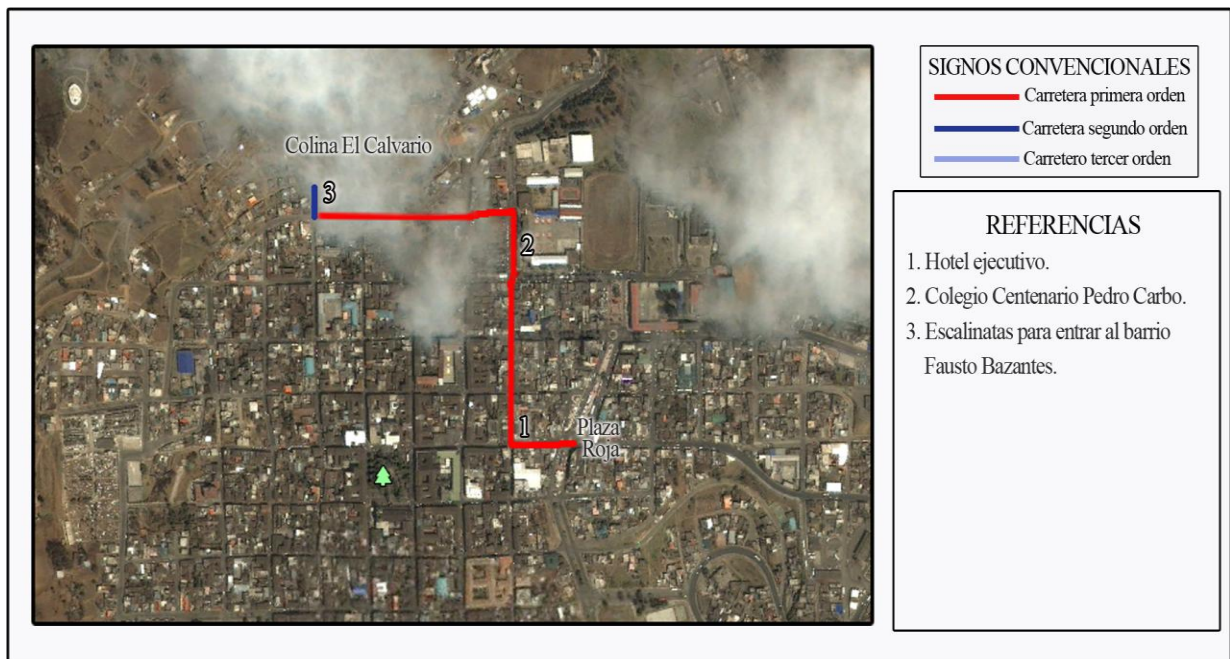 Colina El Calvario
3
2
1
Plaza
Roja
SIGNOS CONVENCIONALES
Carretera primera orden
Carretera segundo orden
Carretero tercer orden
REFERENCIAS
1. Hotel ejecutivo.
2. Colegio Centenario Pedro Carbo.
3. Escalinatas para entrar al barrio
Fausto Bazantes.